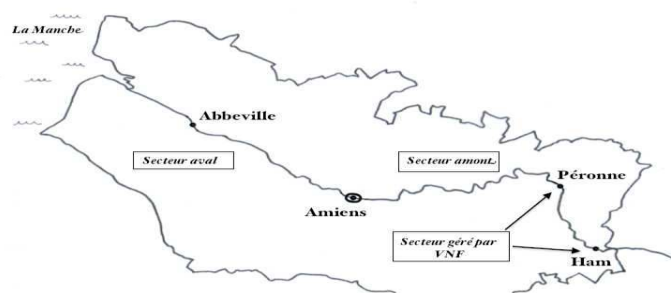 La Manche
Abbeville
Secteur aval
Secteur amont
Péronne
Amiens
Secteur géré par
VNF
Ham